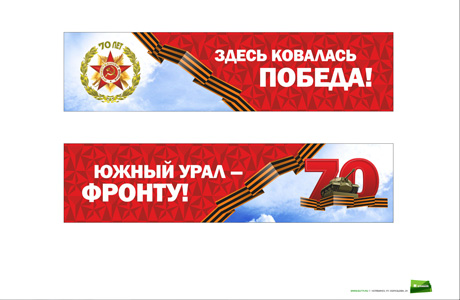 70 ЛЕТ
ЗДЕСЬ КОВАЛАСЬ
ПОБЕДА!
ЮЖНЫЙ УРАЛ –
ФРОНТУ!
70